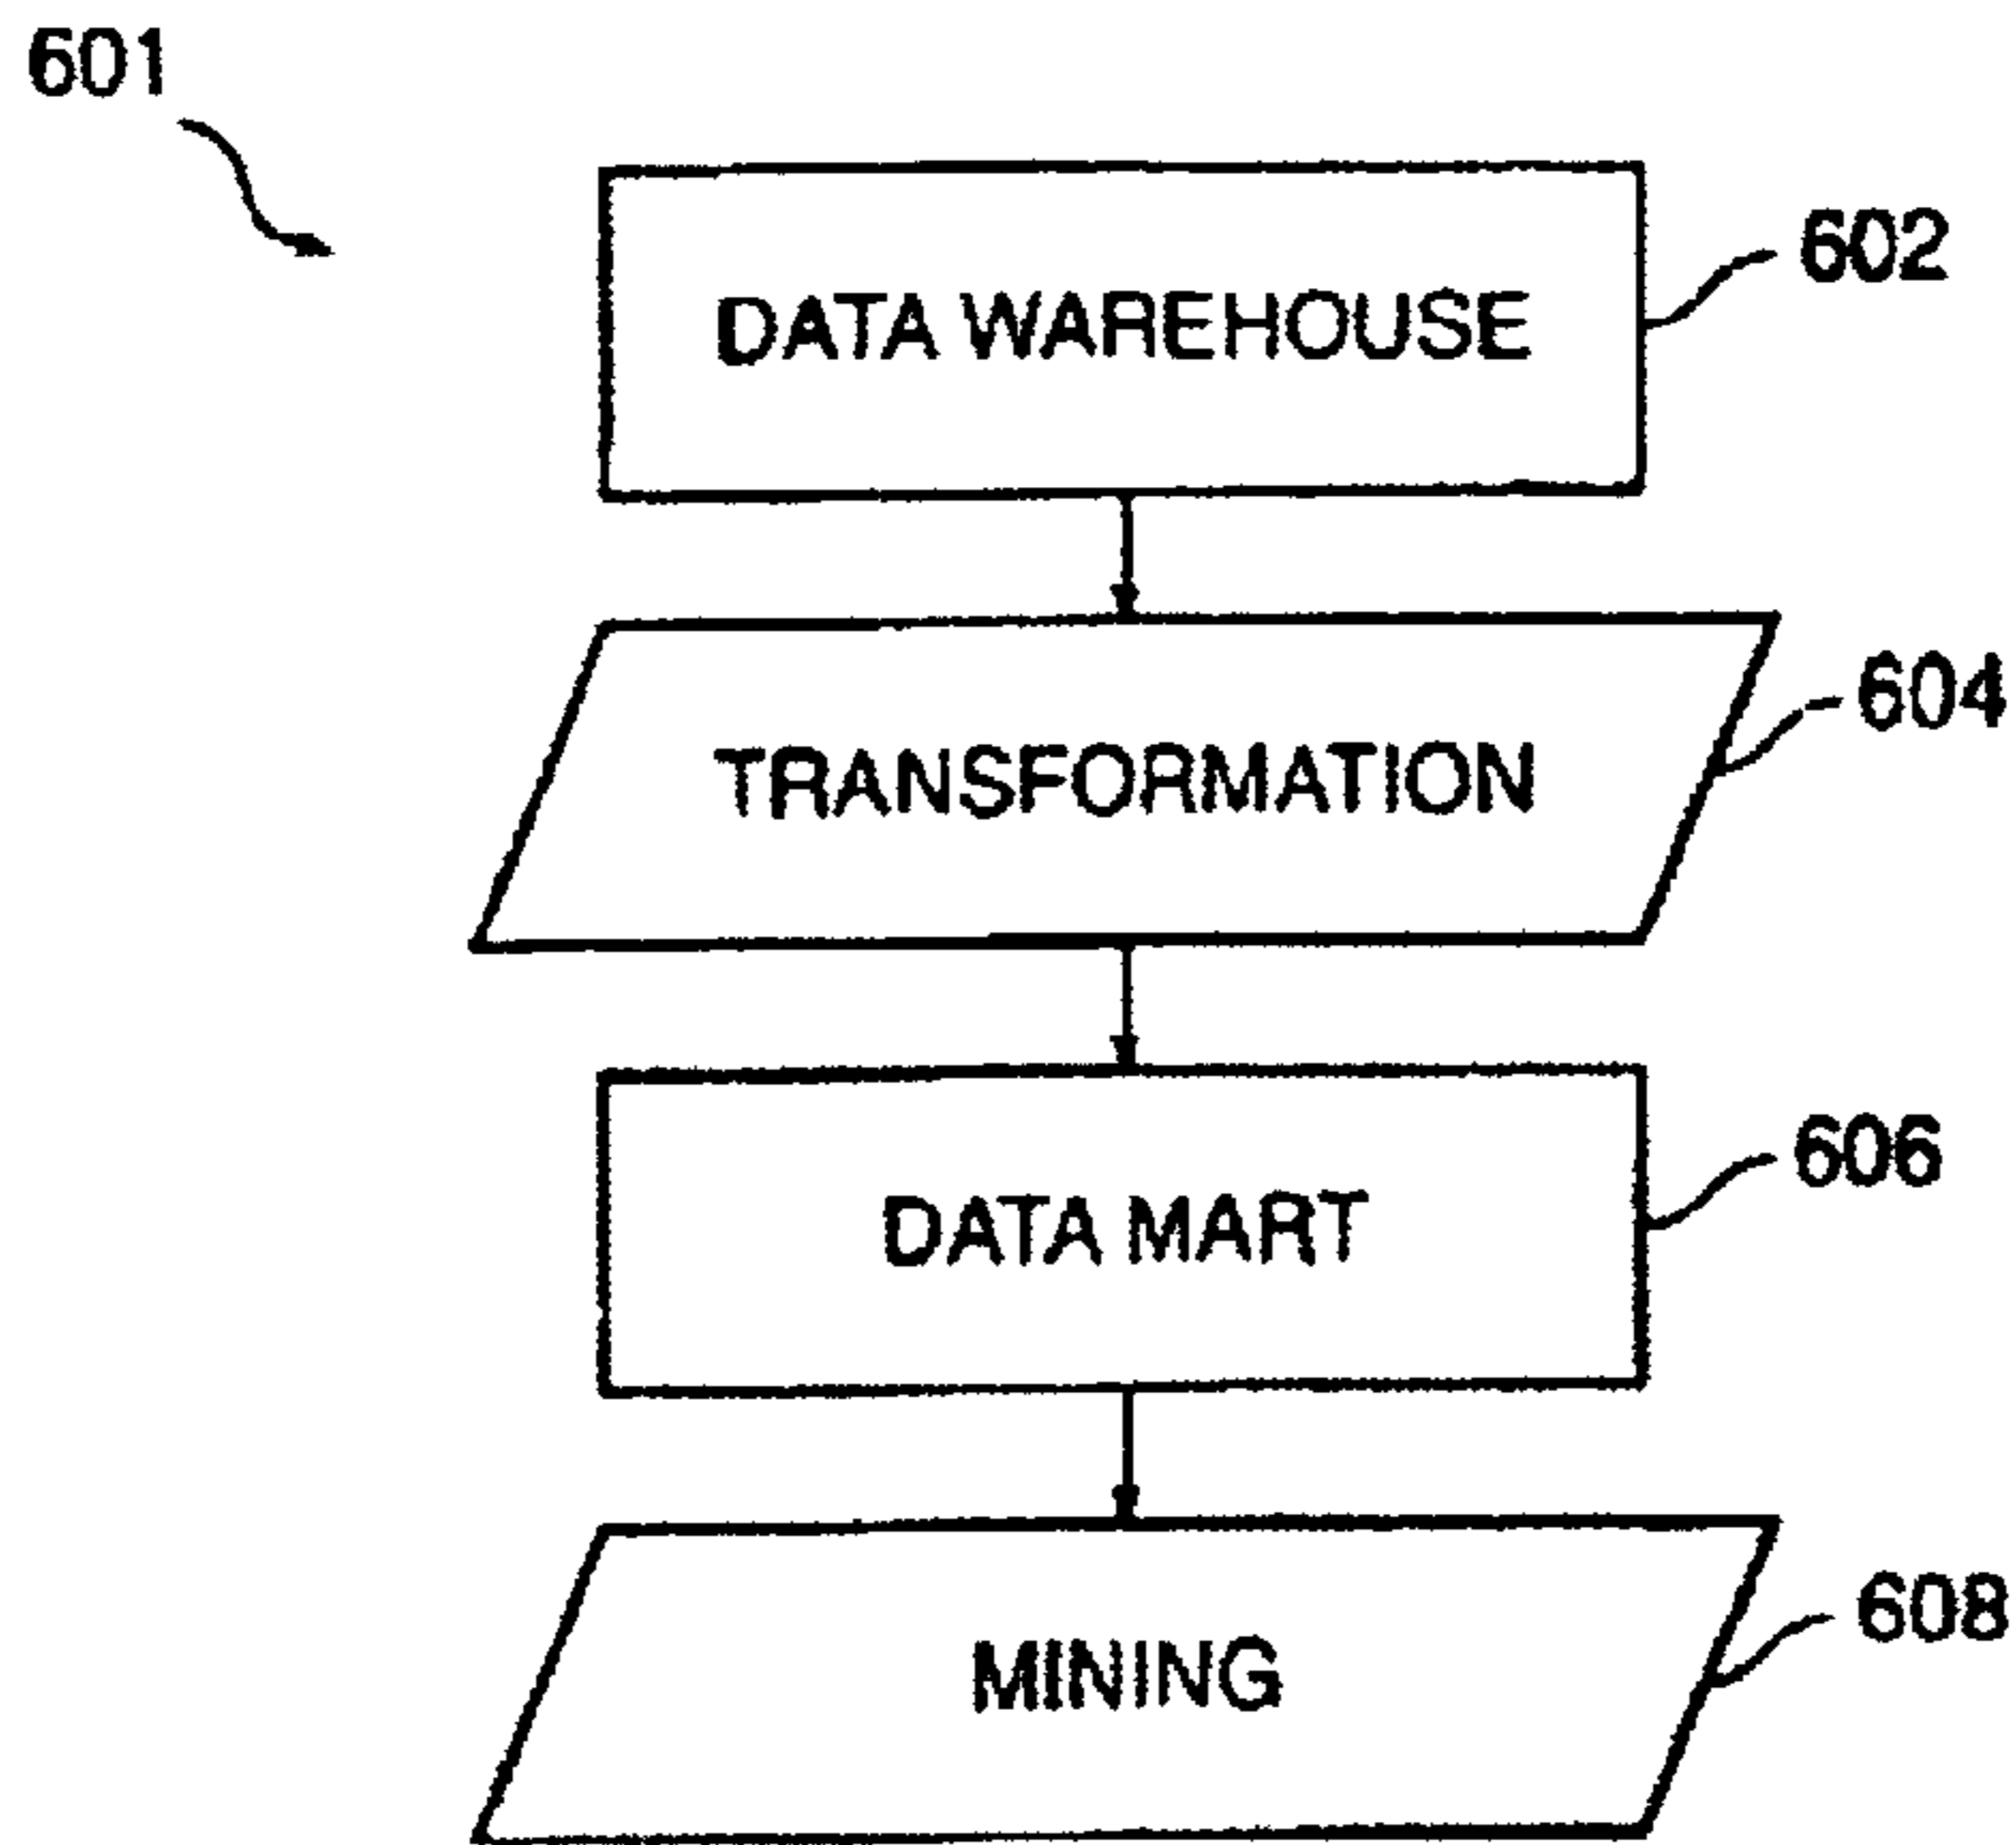 601
602
DATA WAREHOUSE
604
TRANSFORMATION
606
DATA MART
608
MINING